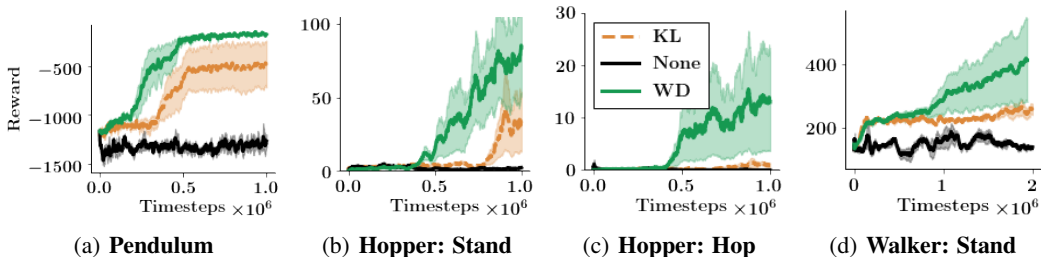 Reward
−500
−1000
−1500
0.0
0.5
1.0
Timesteps ×10⁶
(a) Pendulum
100
50
0
0.0
0.5
1.0
Timesteps ×10⁶
(b) Hopper: Stand
30
20
10
0
KL
None
WD
0.0
0.5
1.0
Timesteps ×10⁶
(c) Hopper: Hop
400
200
0
1
2
Timesteps ×10⁶
(d) Walker: Stand